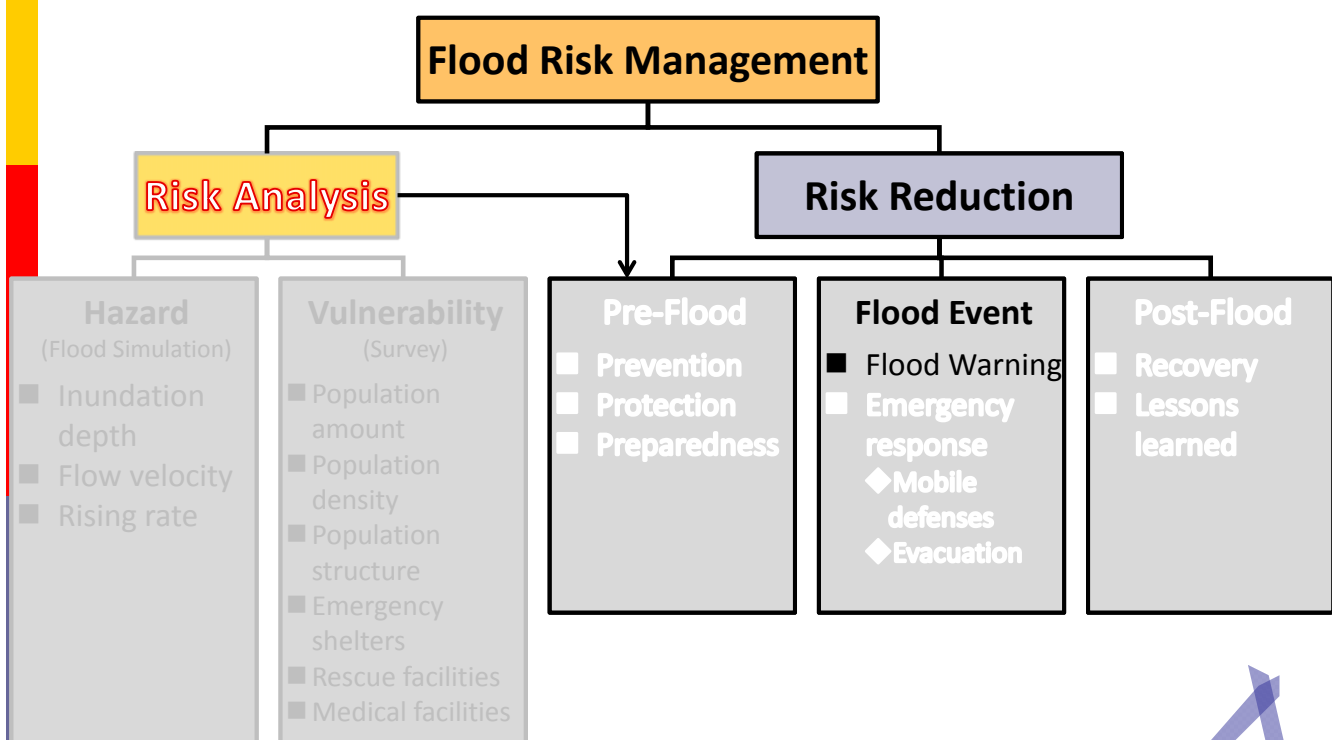 Flood Risk Management
Risk Analysis
Risk Reduction
Hazard
(Flood Simulation)
■ Inundation
depth
■ Flow velocity
■ Rising rate
Vulnerability
(Survey)
■ Population
amount
■ Population
density
■ Population
structure
■ Emergency
shelters
■ Rescue facilities
■ Medical facilities
Pre-Flood
■ Prevention
■ Protection
■ Preparedness
Flood Event
■ Flood Warning
■ Emergency
response
◆Mobile
defenses
◆Evacuation
Post-Flood
■ Recovery
■ Lessons
learned